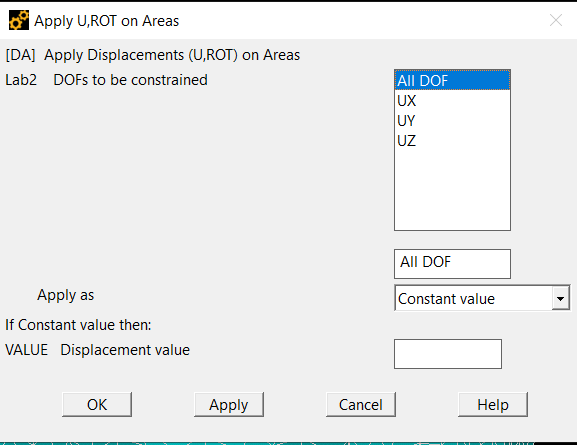 Apply U,ROT on Areas
[DA] Apply Displacements (U,ROT) on Areas
Lab2 DOFs to be constrained
All DOF
UX
UY
UZ
All DOF
Apply as Constant value
If Constant value then:
VALUE Displacement value
OK Apply Cancel Help